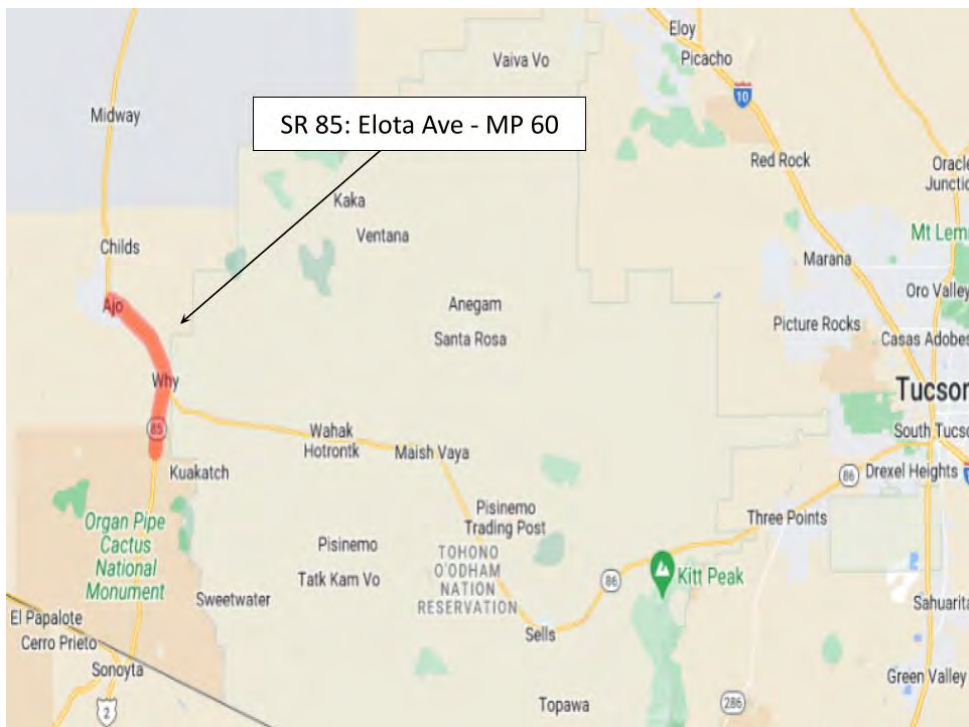 Eloy
Picacho
Vaiva Vo
10
Midway
SR 85: Elota Ave - MP 60
Red Rock
Oracle
Junction
Kaka
Ventana
Mt Lem
Childs
Marana
Oro Valley
Ajo
Anegam
Picture Rocks
Santa Rosa
Casas Adobes
Why
Tucson
85
Wahak
Hotrontk
Maish Vaya
South Tucso
86
Drexel Heights
Kuakatch
Pisinemo
Trading Post
Three Points
Organ Pipe
Cactus
National
Monument
Pisinemo
TOHONO
O'ODHAM
NATION
RESERVATION
Tatk Kam Vo
86
Kitt Peak
Sweetwater
Sahuarita
El Papalote
Cerro Prieto
Sells
Sonoyta
Green Valley
2
Topawa
286